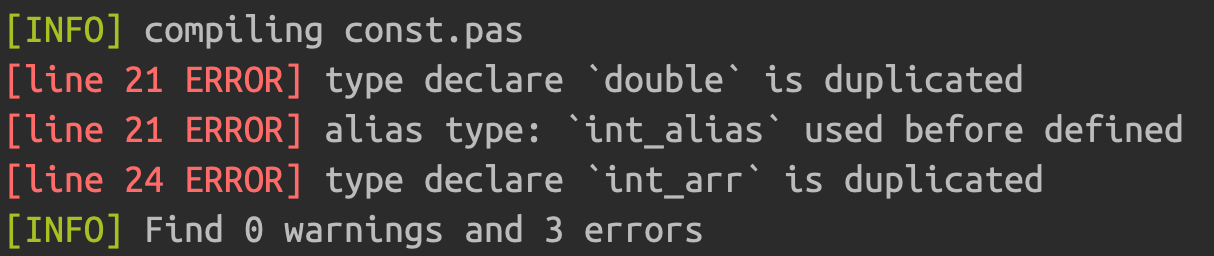 [INFO] compiling const.pas
[line 21 ERROR] type declare `double` is duplicated
[line 21 ERROR] alias type: `int_alias` used before defined
[line 24 ERROR] type declare `int_arr` is duplicated
[INFO] Find 0 warnings and 3 errors